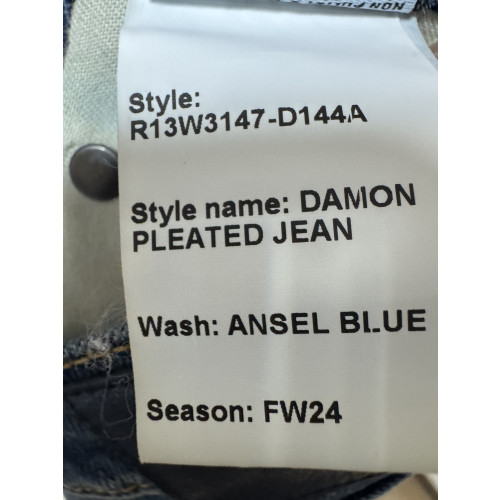 Style:
R13W3147-D144A
Style name: DAMON
PLEATED JEAN
Wash: ANSEL BLUE
Season: FW24